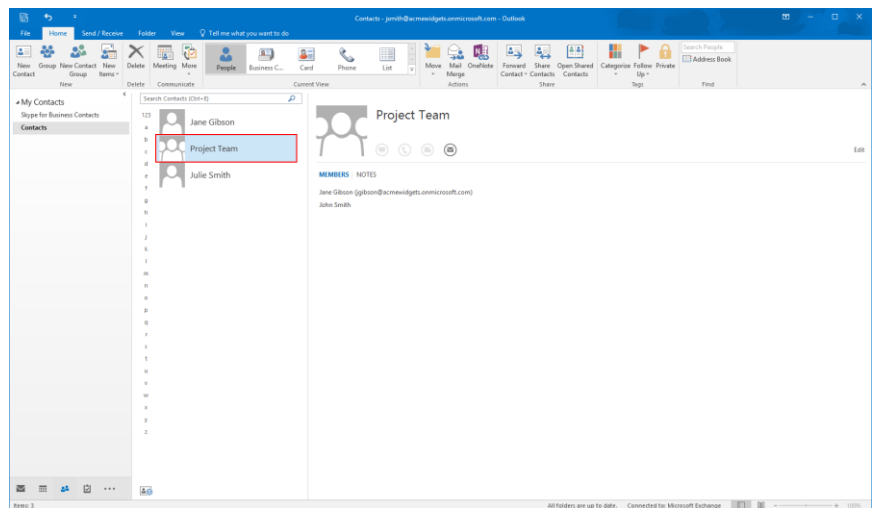 Contacts - jsmith@acmewidgets.onmicrosoft.com - Outlook
File Home Send / Receive Folder View Tell me what you want to do
New Contact
Group
New Contact Group
New Items
Delete
Meeting
More
People
Business C...
Card
Phone
List
Move
Mail Merge
OneNote
Forward Contact
Share Contacts
Open Shared Contacts
Categorize
Follow Up
Private
Search People
Address Book
New Delete Communicate Current View Actions Share Tags Find
My Contacts
Skype for Business Contacts
Contacts
Search Contacts (Ctrl+E)
123
a
b
c
d
e
f
g
h
i
j
k
l
m
n
o
p
q
r
s
t
u
v
w
x
y
z
Jane Gibson
Project Team
Julie Smith
Project Team
Edit
MEMBERS NOTES
Jane Gibson (jgibson@acmewidgets.onmicrosoft.com)
John Smith
Items: 3
All folders are up to date. Connected to: Microsoft Exchange
100%